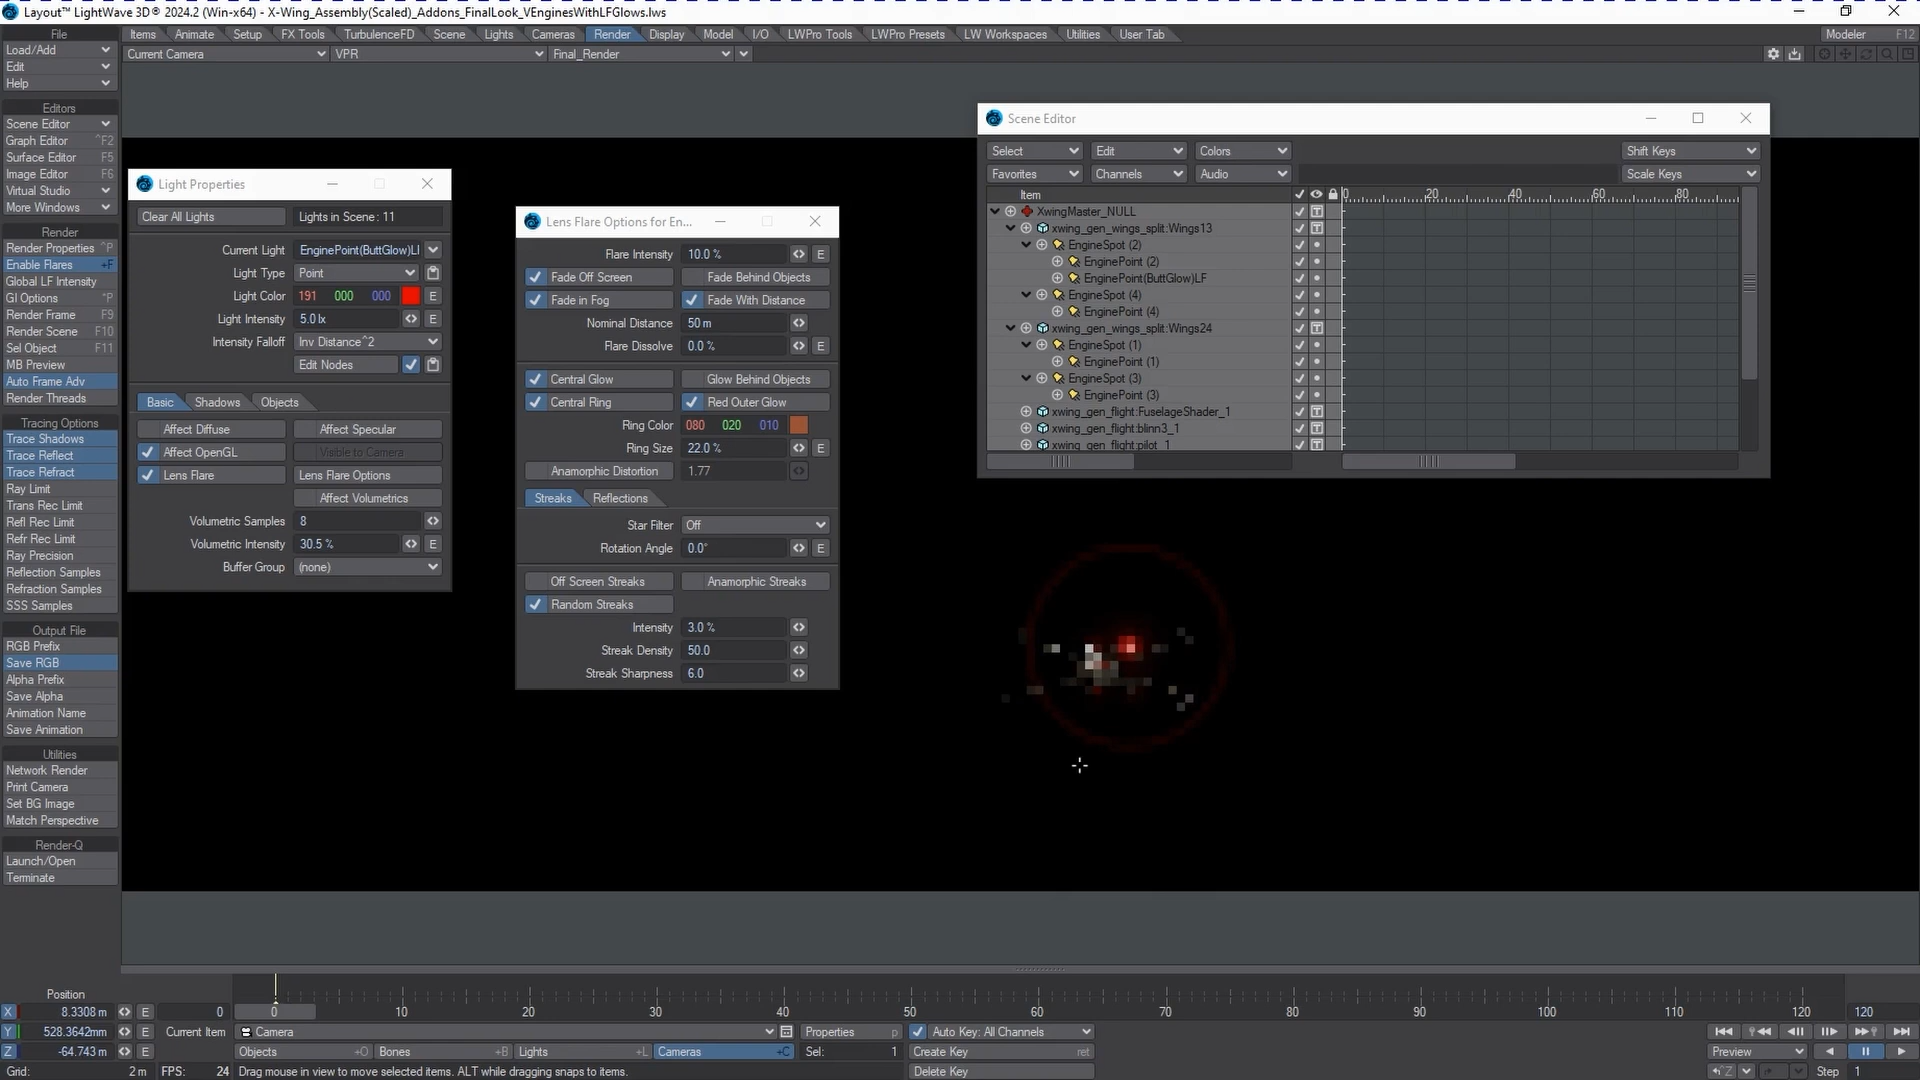 Layout™ LightWave 3D® 2024.2 (Win-x64) - X-Wing_Assembly(Scaled)_Addons_FinalLook_VEnginesWithLFGlows.lws
File Items Animate Setup FX Tools TurbulenceFD Scene Lights Cameras Render Display Model I/O LWPro Tools LWPro Presets LW Workspaces Utilities User Tab Modeler F12
Current Camera VPR Final_Render
Load/Add
Edit
Help
Editors
Scene Editor
Graph Editor ^F2
Surface Editor F5
Image Editor F6
Virtual Studio
More Windows
Render
Render Properties ^P
Enable Flares +F
Global LF Intensity
GI Options *P
Render Frame F9
Render Scene F10
Sel Object F11
MB Preview
Auto Frame Adv
Render Threads
Tracing Options
Trace Shadows
Trace Reflect
Trace Refract
Ray Limit
Trans Rec Limit
Refl Rec Limit
Refr Rec Limit
Ray Precision
Reflection Samples
Refraction Samples
SSS Samples
Output File
RGB Prefix
Save RGB
Alpha Prefix
Save Alpha
Animation Name
Save Animation
Utilities
Network Render
Print Camera
Set BG Image
Match Perspective
Render-Q
Launch/Open
Terminate
Light Properties
Clear All Lights Lights in Scene: 11
Current Light EnginePoint(ButtGlow)LI
Light Type Point
Light Color 191 000 000 E
Light Intensity 5.0 lx E
Intensity Falloff Inv Distance^2
Edit Nodes
Basic Shadows Objects
Affect Diffuse Affect Specular
Affect OpenGL Visible to Camera
Lens Flare Lens Flare Options
Affect Volumetrics
Volumetric Samples 8
Volumetric Intensity 30.5 % E
Buffer Group (none)
Lens Flare Options for En...
Flare Intensity 10.0 % E
Fade Off Screen Fade Behind Objects
Fade in Fog Fade With Distance
Nominal Distance 50 m
Flare Dissolve 0.0 % E
Central Glow Glow Behind Objects
Central Ring Red Outer Glow
Ring Color 080 020 010
Ring Size 22.0 % E
Anamorphic Distortion 1.77
Streaks Reflections
Star Filter Off
Rotation Angle 0.0° E
Off Screen Streaks Anamorphic Streaks
Random Streaks
Intensity 3.0 %
Streak Density 50.0
Streak Sharpness 6.0
Scene Editor
Select Edit Colors Shift Keys
Favorites Channels Audio Scale Keys
Item 0 20 40 60 80
XwingMaster_NULL
xwing_gen_wings_split:Wings13
EngineSpot (2)
EnginePoint (2)
EnginePoint(ButtGlow)LF
EngineSpot (4)
EnginePoint (4)
xwing_gen_wings_split:Wings24
EngineSpot (1)
EnginePoint (1)
EngineSpot (3)
EnginePoint (3)
xwing_gen_flight:FuselageShader_1
xwing_gen_flight:blinn3_1
xwing_gen_flight:pilot_1
Position
X 8.3308 m E 0 0 10 20 30 40 50 60 70 80 90 100 110 120 120
Y 528.3642mm E Current Item Camera Properties p Auto Key: All Channels
Z -64.743 m E Objects +O Bones +B Lights +L Cameras +C Sel: 1 Create Key ret Preview
Grid: 2 m FPS: 24 Drag mouse in view to move selected items. ALT while dragging snaps to items. Delete Key ^Z Step 1